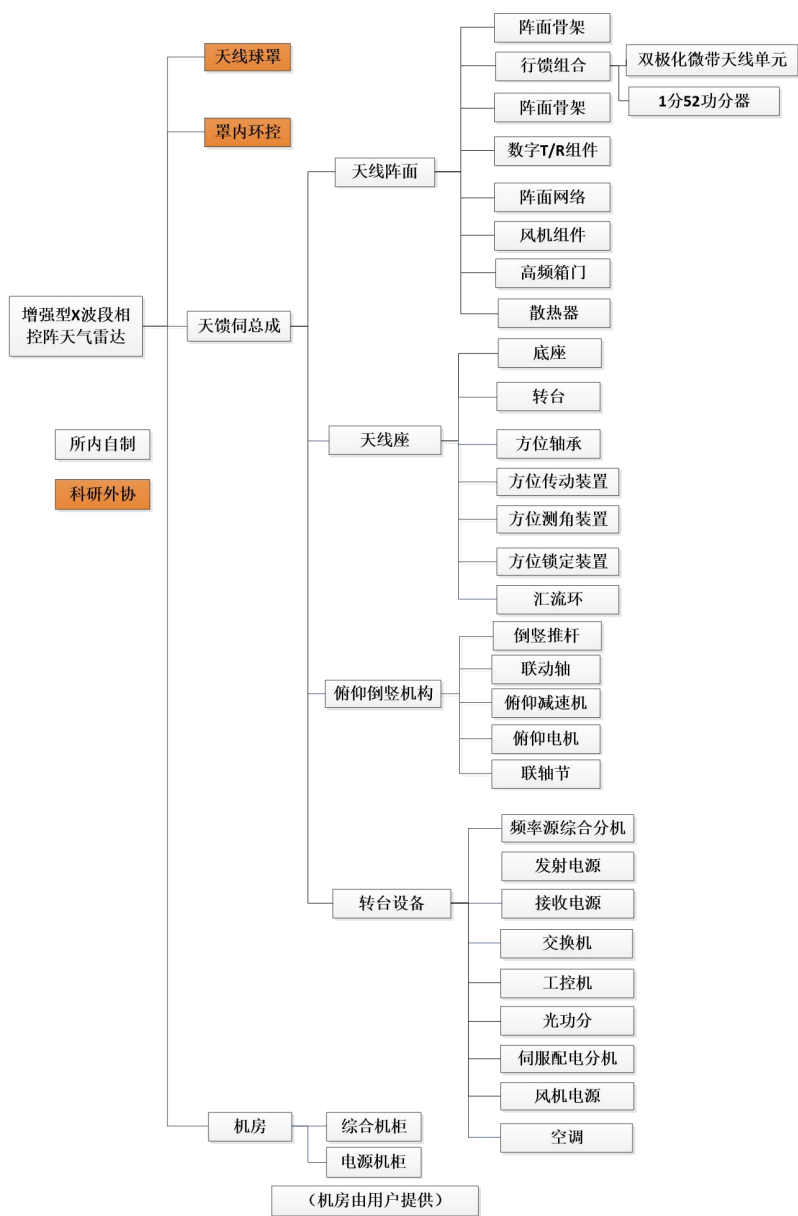 天线球罩
罩内环控
增强型X波段相
控阵天气雷达
所内自制
科研外协
天馈伺总成
天线阵面
阵面骨架
行馈组合
双极化微带天线单元
1分52功分器
阵面骨架
数字T/R组件
阵面网络
风机组件
高频箱门
散热器
天线座
底座
转台
方位轴承
方位传动装置
方位测角装置
方位锁定装置
汇流环
俯仰倒竖机构
倒竖推杆
联动轴
俯仰减速机
俯仰电机
联轴节
转台设备
频率源综合分机
发射电源
接收电源
交换机
工控机
光功分
伺服配电分机
风机电源
空调
机房
综合机柜
电源机柜
（机房由用户提供）